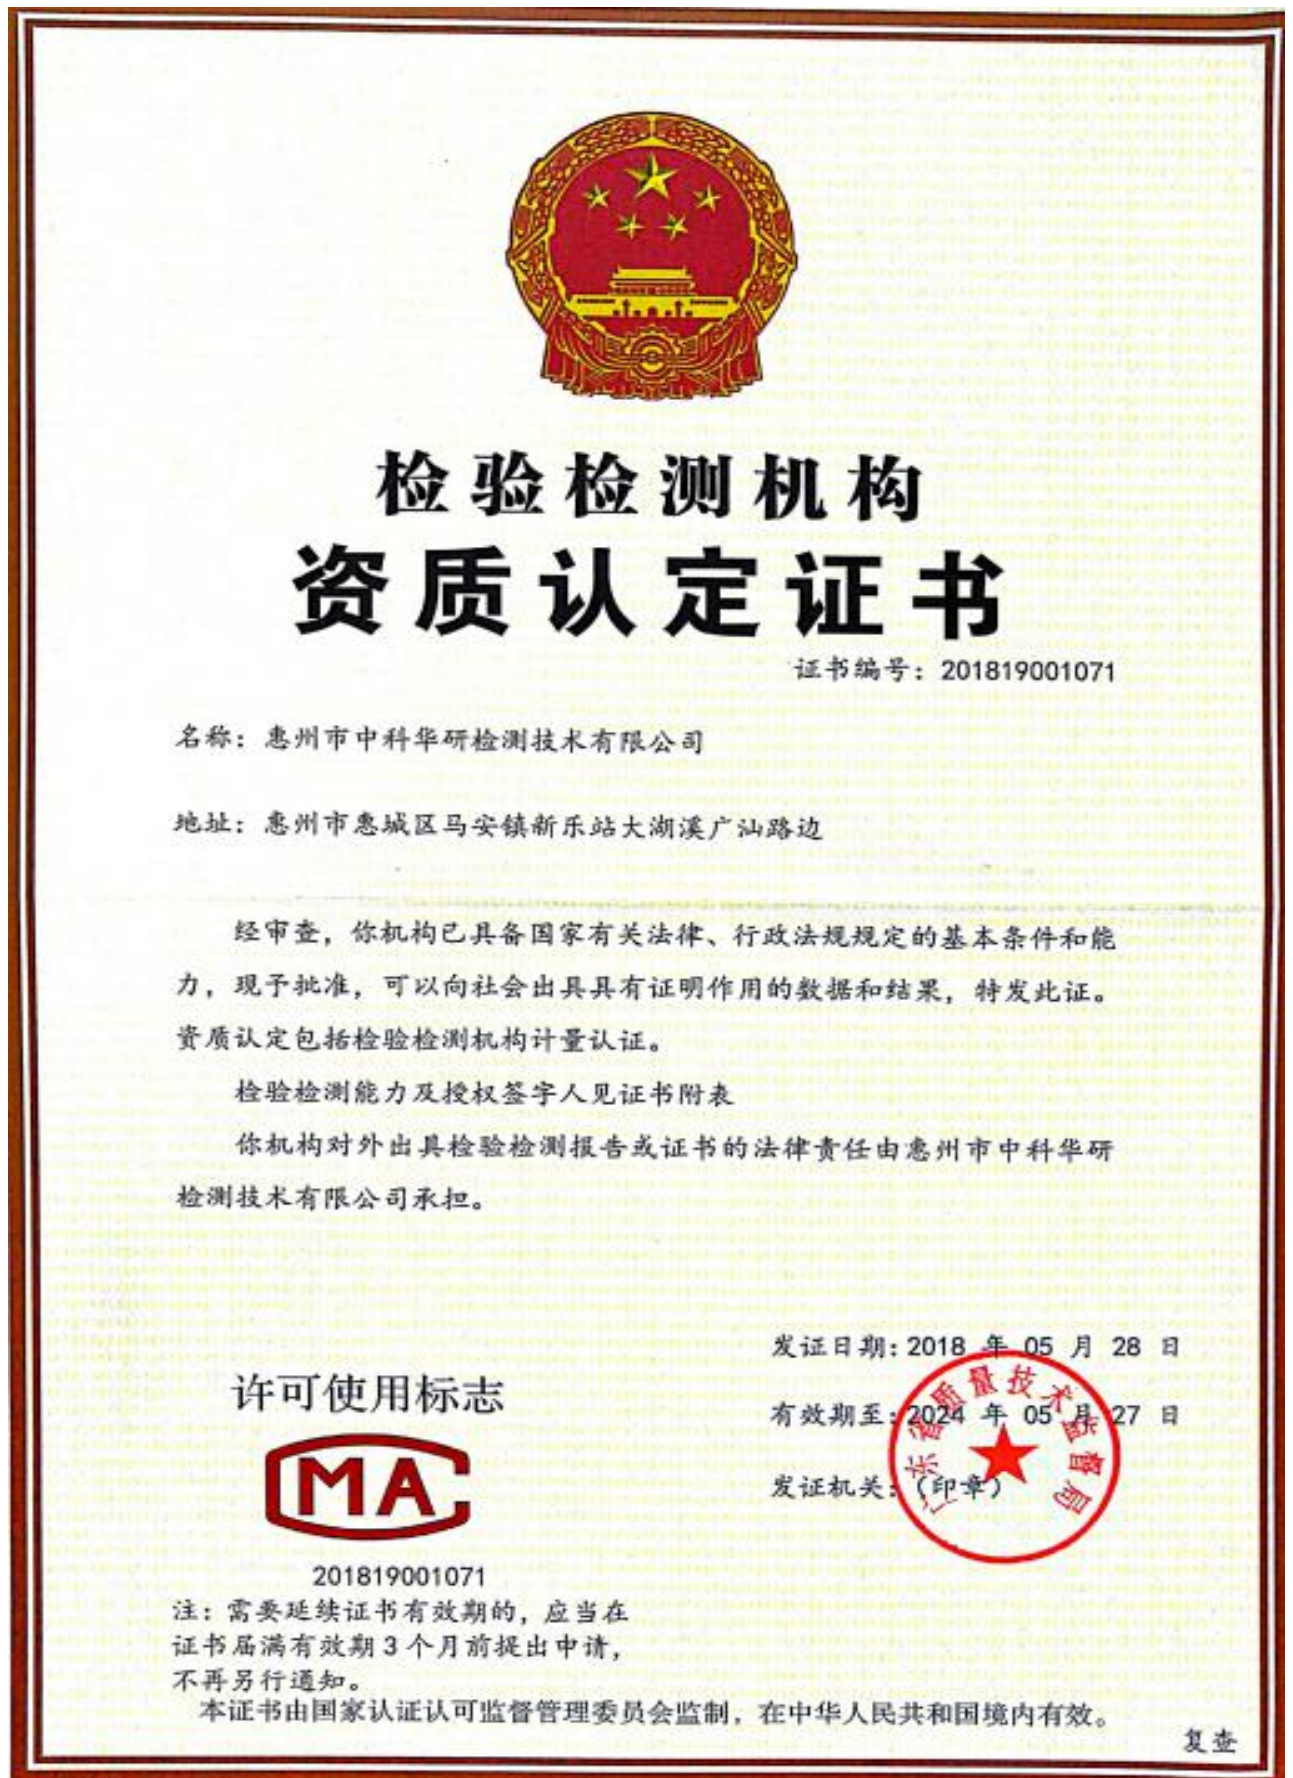 检验检测机构
资质认定证书
证书编号：201819001071
名称：惠州市中科华研检测技术有限公司
地址：惠州市惠城区马安镇新乐站大湖溪广汕路边
经审查，你机构已具备国家有关法律、行政法规规定的基本条件和能
力，现予批准，可以向社会出具具有证明作用的数据和结果，特发此证。
资质认定包括检验检测机构计量认证。
检验检测能力及授权签字人见证书附表
你机构对外出具检验检测报告或证书的法律责任由惠州市中科华研
检测技术有限公司承担。
发证日期：2018 年 05 月 28 日
有效期至：2024 年 05 月 27 日
发证机关：（印章）
广东省质量技术监督局
许可使用标志
MA
201819001071
注：需要延续证书有效期的，应当在
证书届满有效期3个月前提出申请，
不再另行通知。
本证书由国家认证认可监督管理委员会监制，在中华人民共和国境内有效。
复查